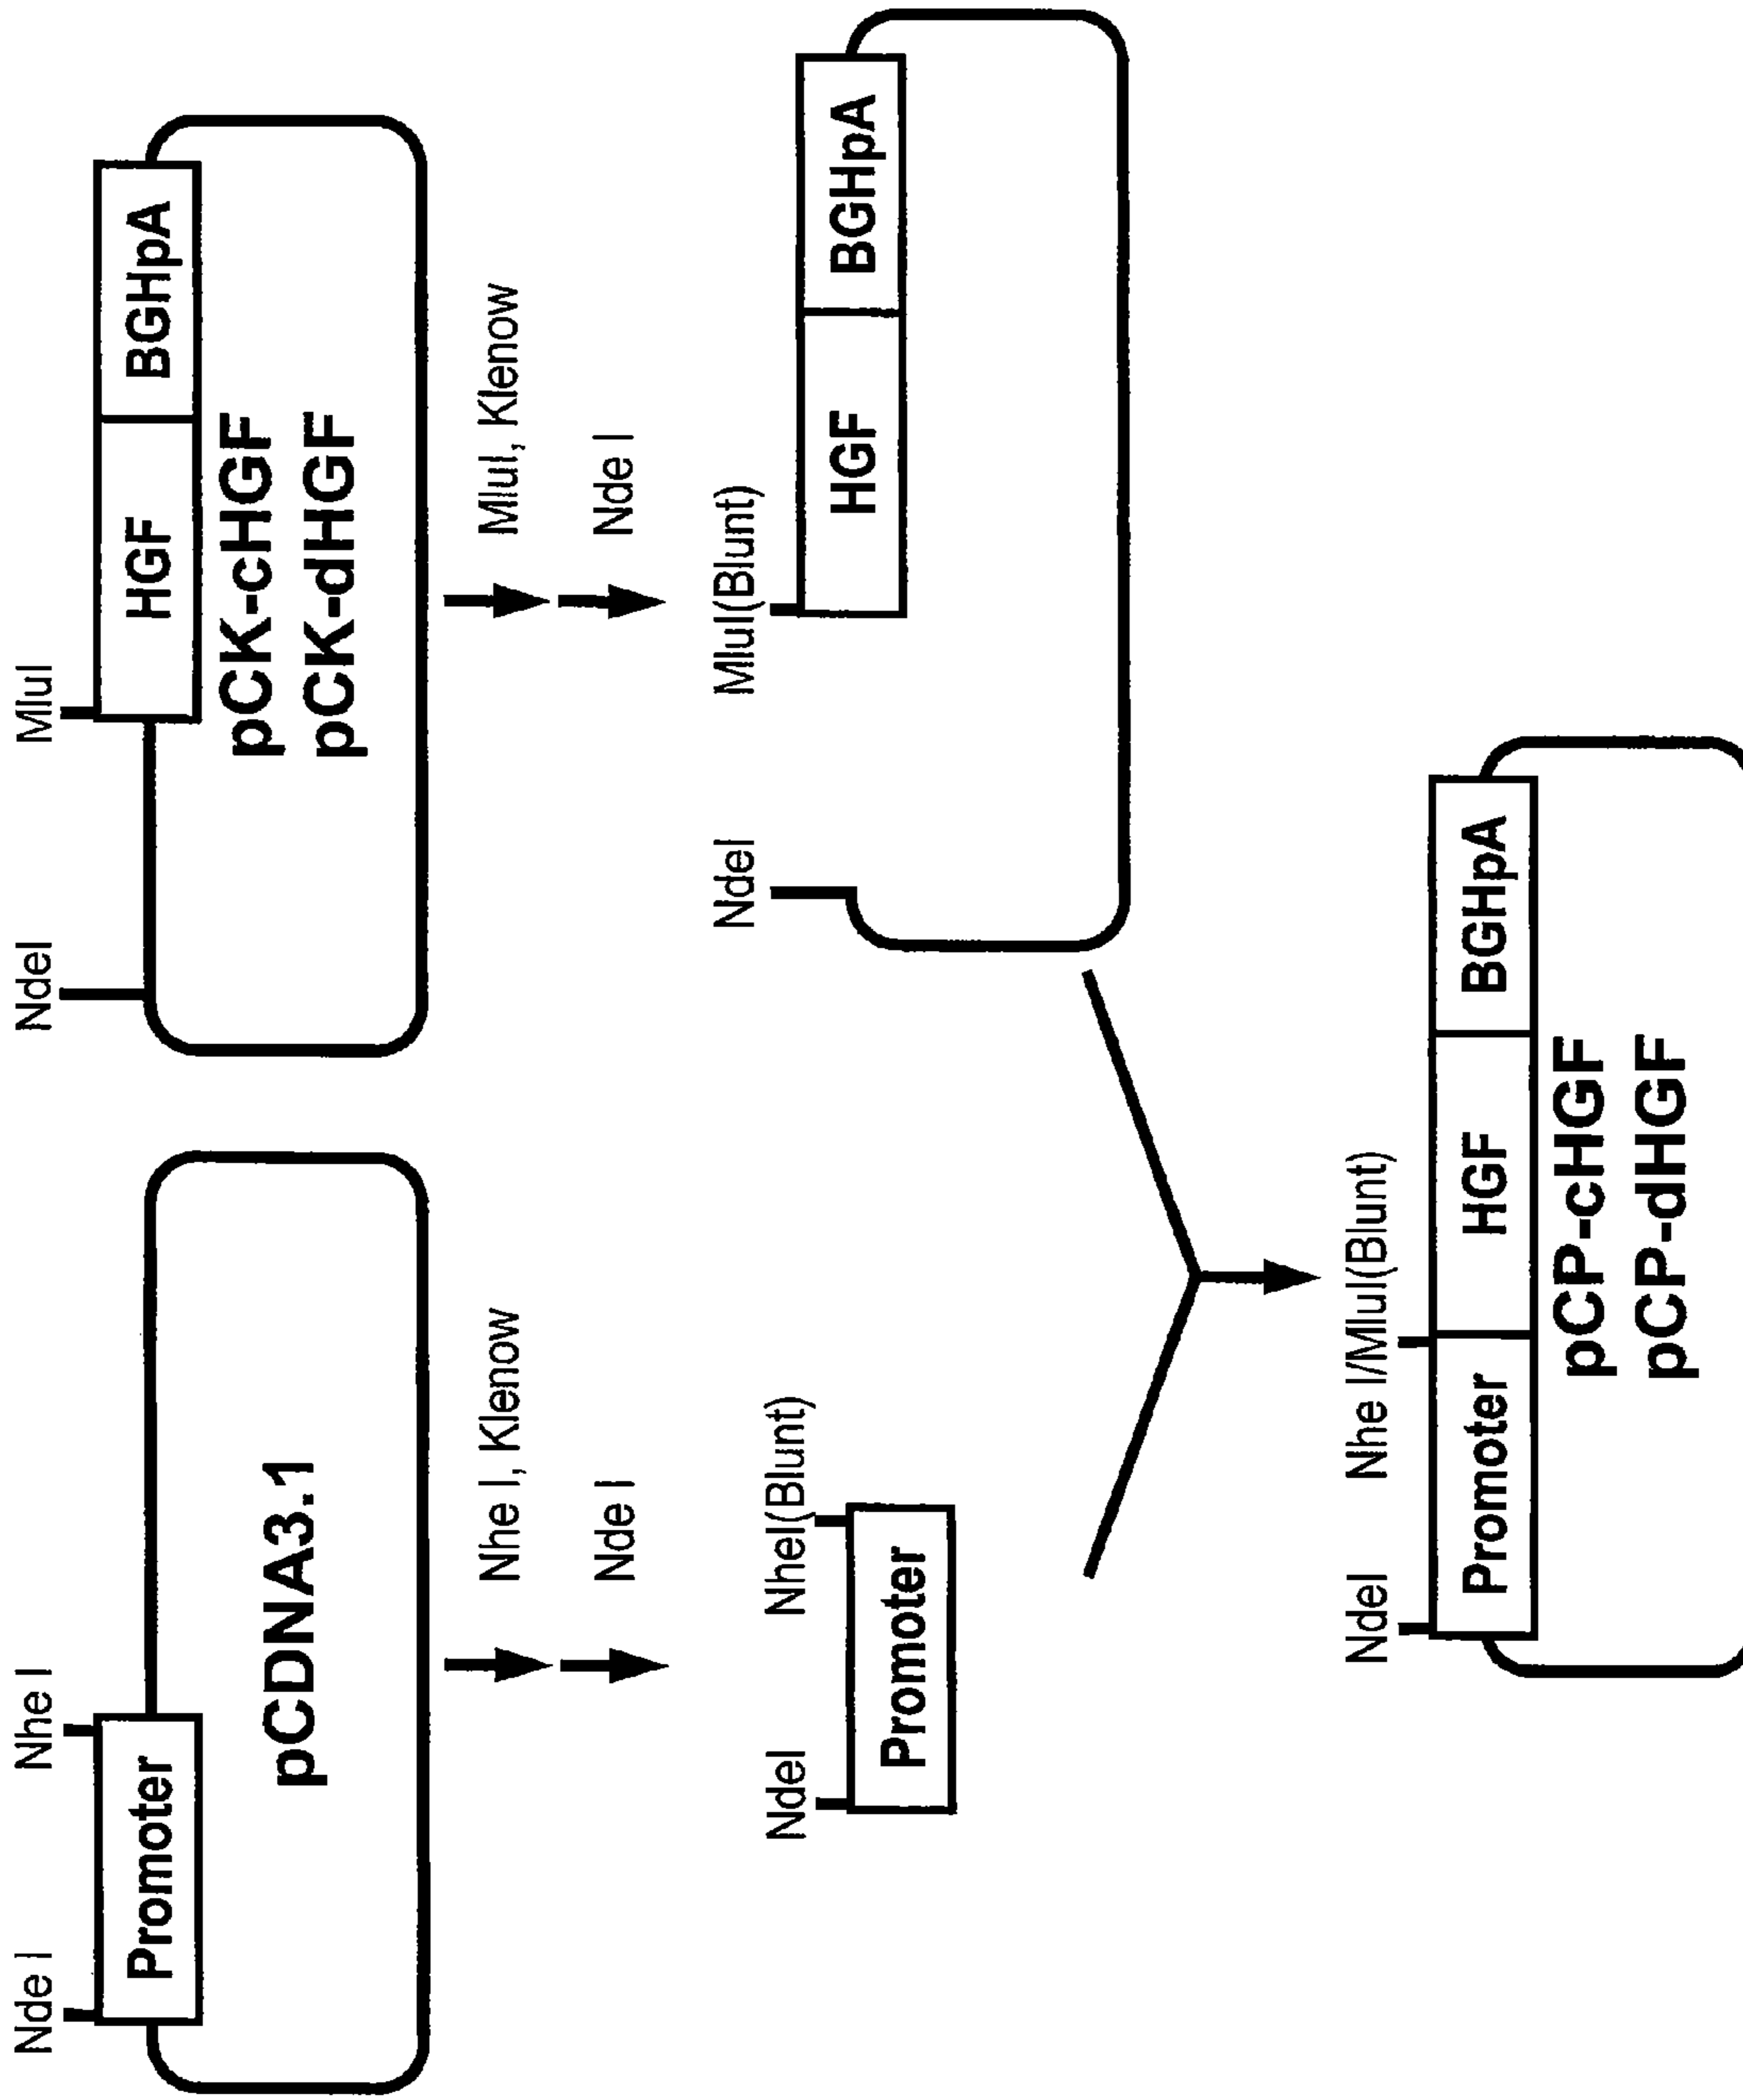 Nde I
Nhe I
Promoter
pCDNA3.1
Nhe I, Klenow
Nde I
NdeI
NheI(Blunt)
Promoter
NdeI
MluI
HGF
BGHpA
pCK-cHGF
pCK-dHGF
MluI, Klenow
Nde I
NdeI
MluI(Blunt)
HGF
BGHpA
NdeI
Nhe I/MluI(Blunt)
Promoter
HGF
BGHpA
pCP-cHGF
pCP-dHGF